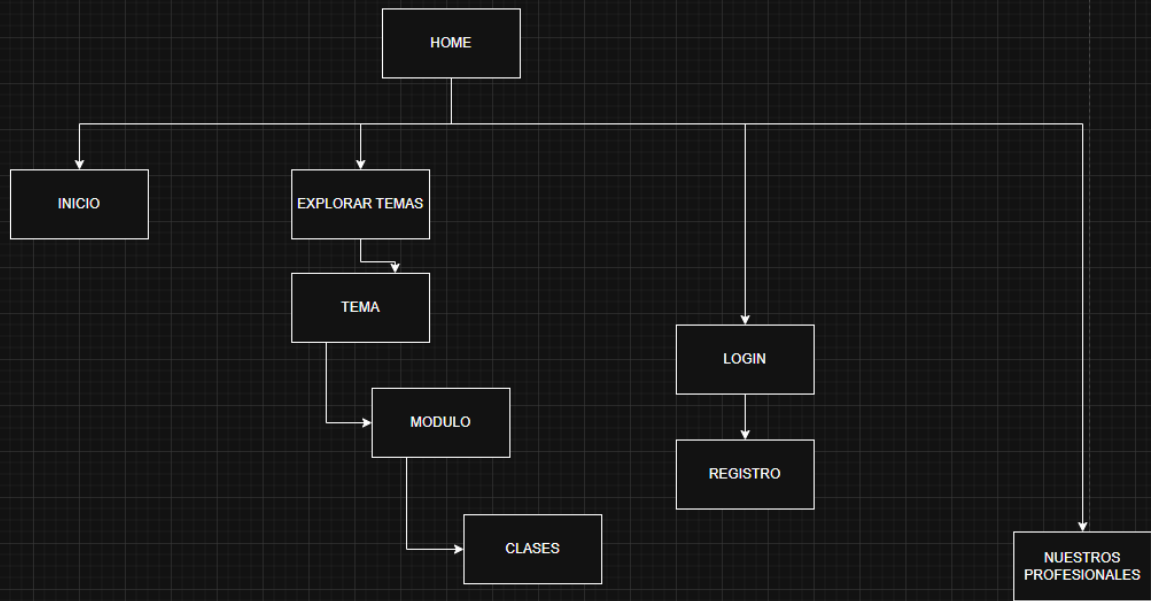 HOME
INICIO
EXPLORAR TEMAS
TEMA
MODULO
CLASES
LOGIN
REGISTRO
NUESTROS
PROFESIONALES